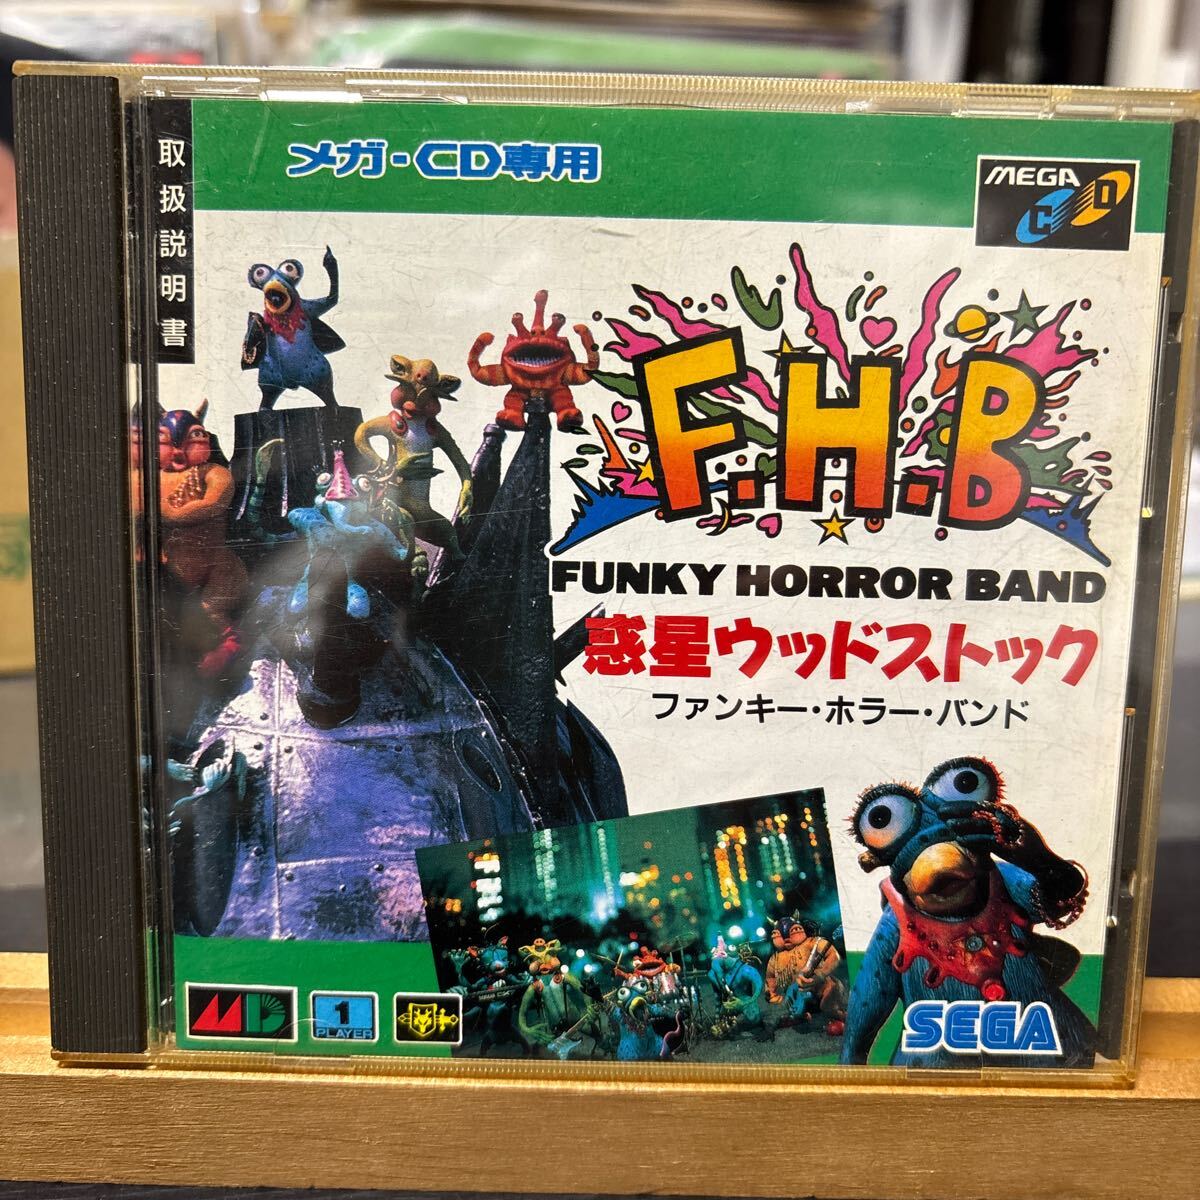 取扱説明書
メガ-CD専用
MEGA
CD
F.H.B
FUNKY HORROR BAND
惑星ウッドストック
ファンキー・ホラー・バンド
MD
1
PLAYER
SEGA